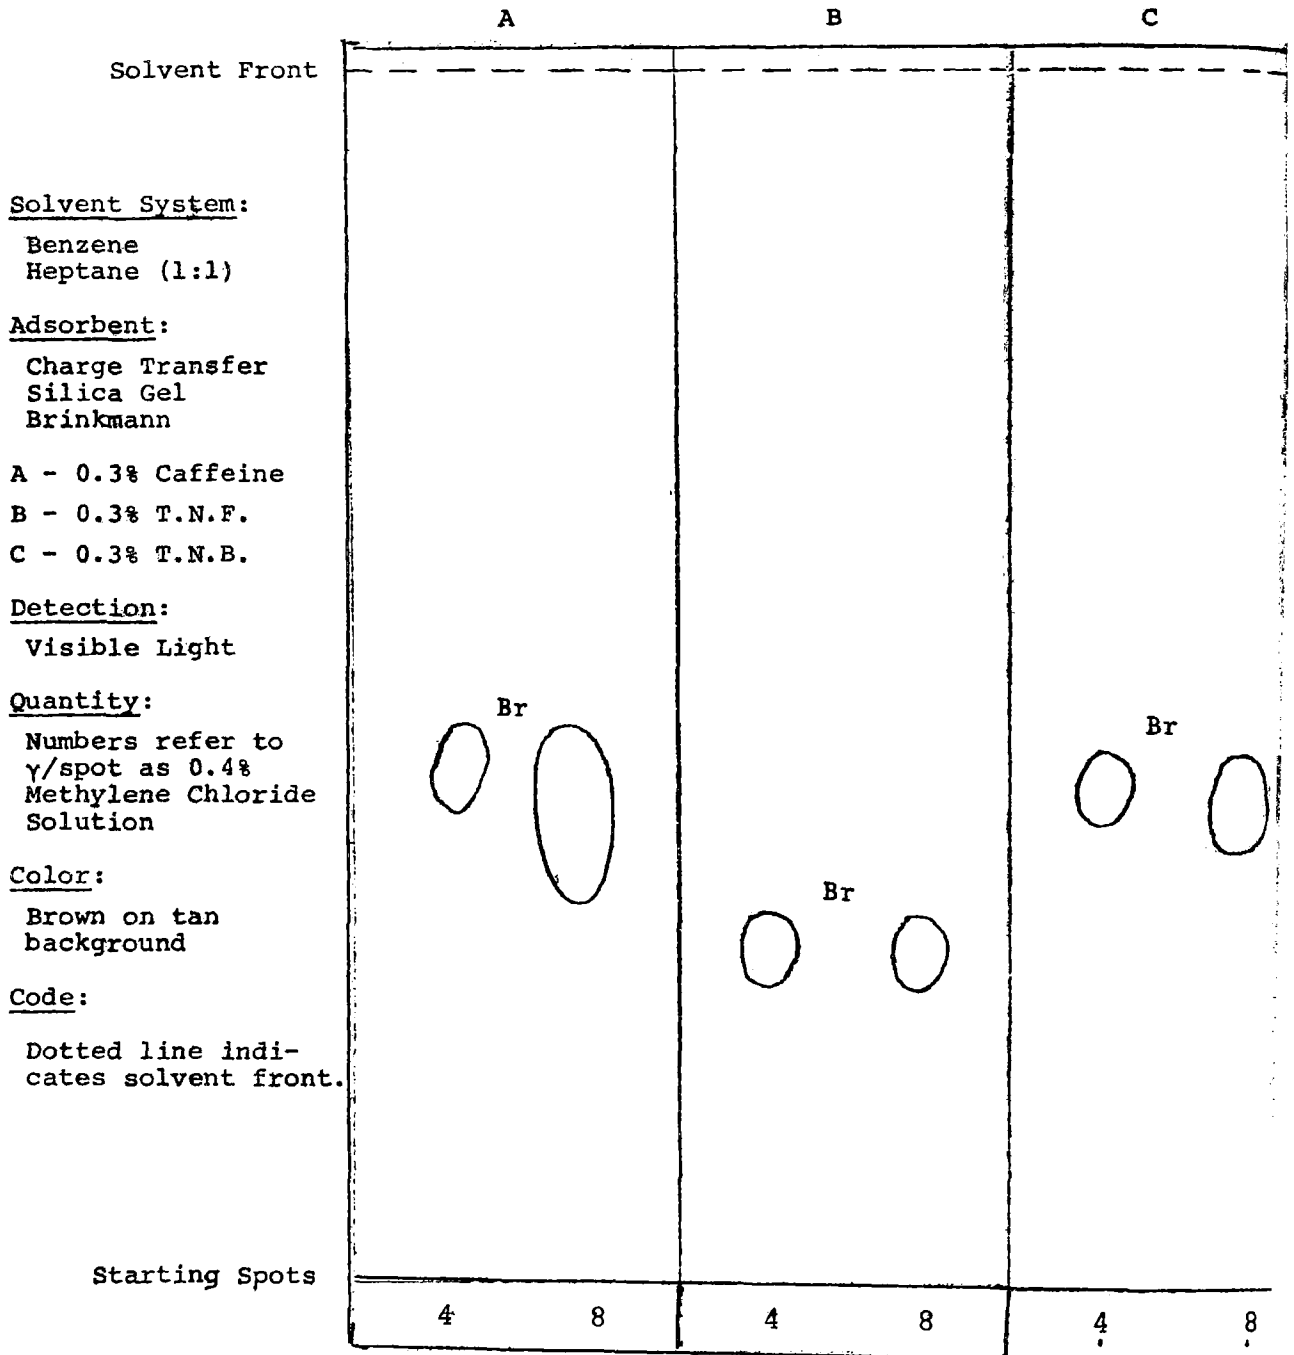 A B C
Solvent Front
Solvent System:
Benzene
Heptane (1:1)
Adsorbent:
Charge Transfer
Silica Gel
Brinkmann
A - 0.3% Caffeine
B - 0.3% T.N.F.
C - 0.3% T.N.B.
Detection:
Visible Light
Quantity:
Numbers refer to
γ/spot as 0.4%
Methylene Chloride
Solution
Color:
Brown on tan
background
Code:
Dotted line indi-
cates solvent front.
Br
Br
Br
Starting Spots
4 8 4 8 4 8